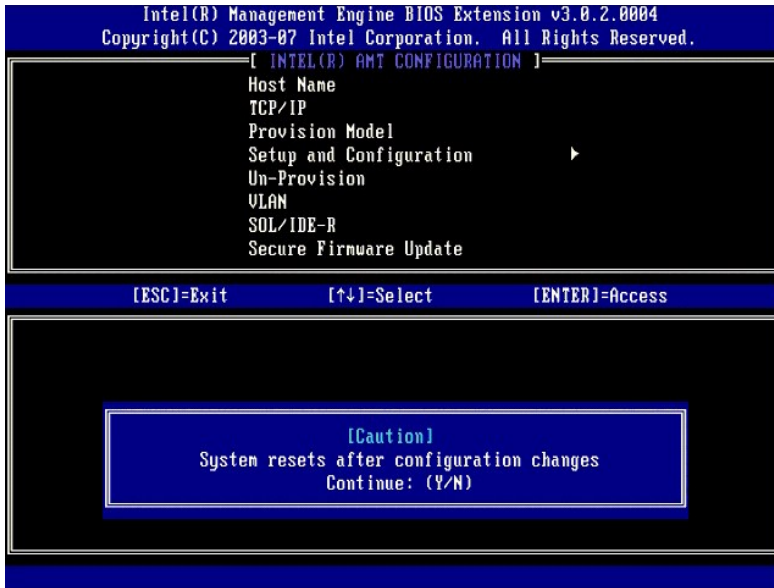 Intel(R) Management Engine BIOS Extension v3.0.2.0004
Copyright(C) 2003-07 Intel Corporation. All Rights Reserved.
[ INTEL(R) AMT CONFIGURATION ]
Host Name
TCP/IP
Provision Model
Setup and Configuration
Un-Provision
VLAN
SOL/IDE-R
Secure Firmware Update
[ESC]=Exit [↑↓]=Select [ENTER]=Access
[Caution]
System resets after configuration changes
Continue: (Y/N)